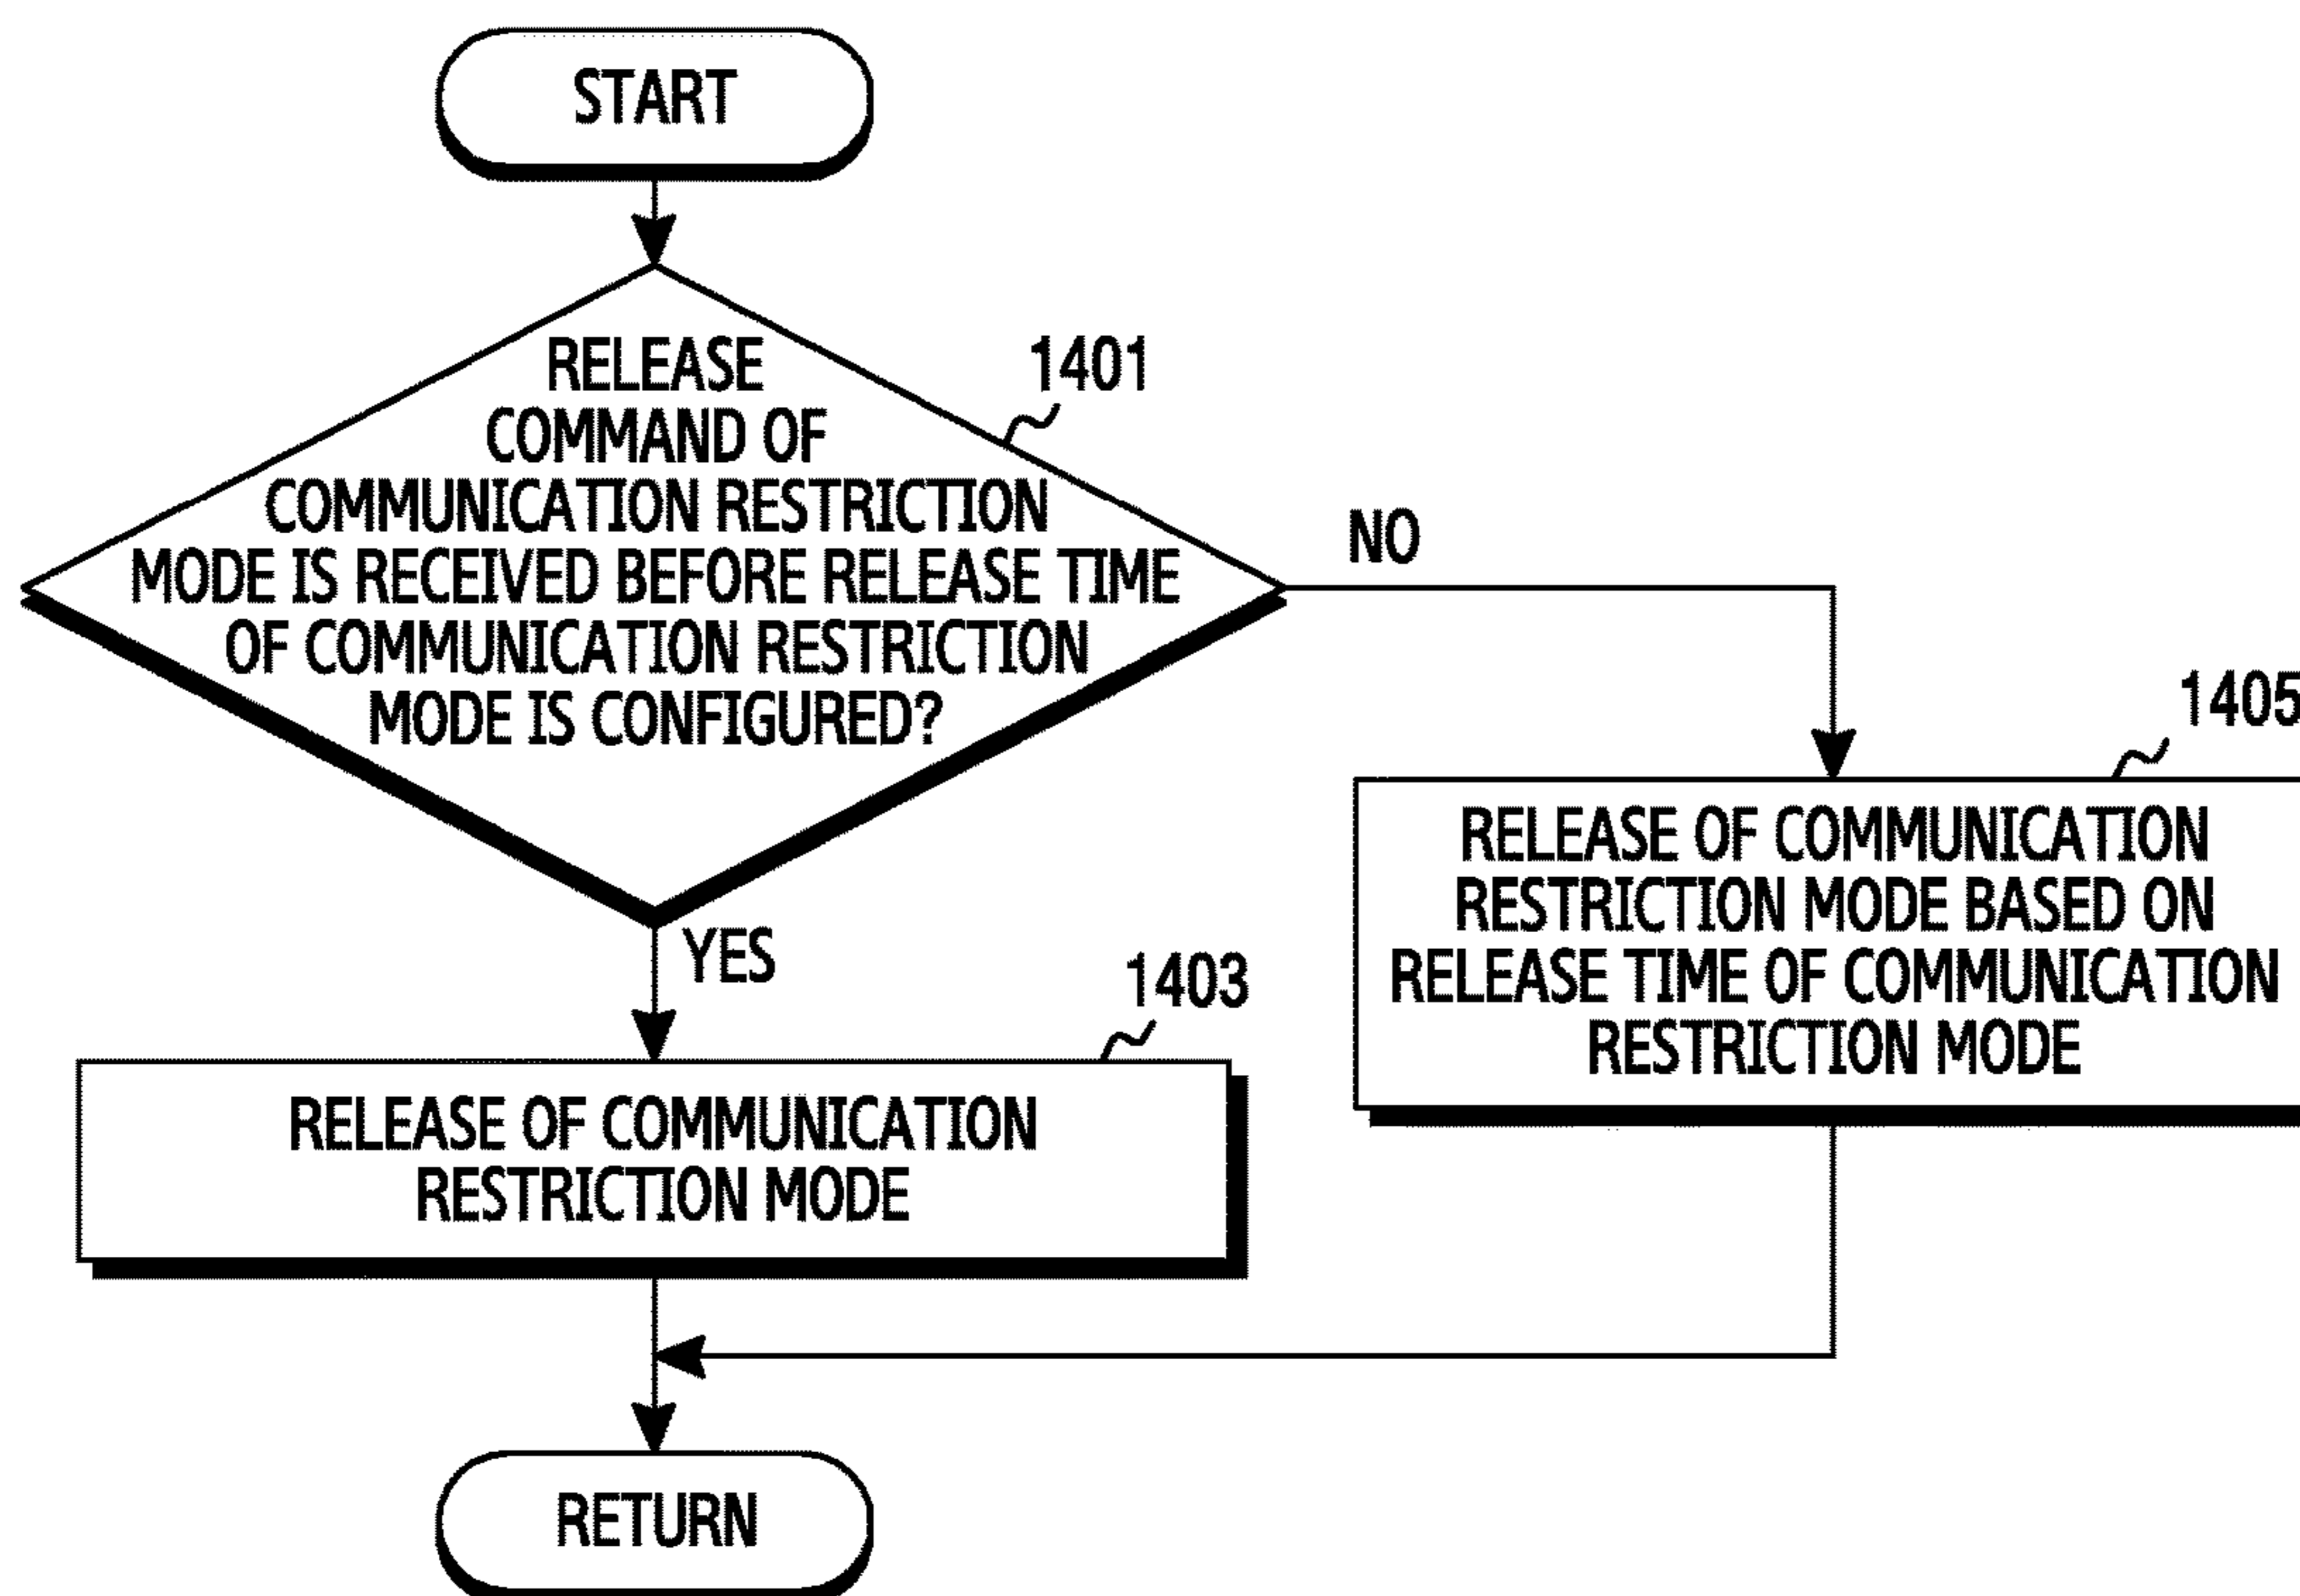 START
RELEASE
COMMAND OF
COMMUNICATION RESTRICTION
MODE IS RECEIVED BEFORE RELEASE TIME
OF COMMUNICATION RESTRICTION
MODE IS CONFIGURED?
1401
NO
YES
1405
RELEASE OF COMMUNICATION
RESTRICTION MODE BASED ON
RELEASE TIME OF COMMUNICATION
RESTRICTION MODE
1403
RELEASE OF COMMUNICATION
RESTRICTION MODE
RETURN